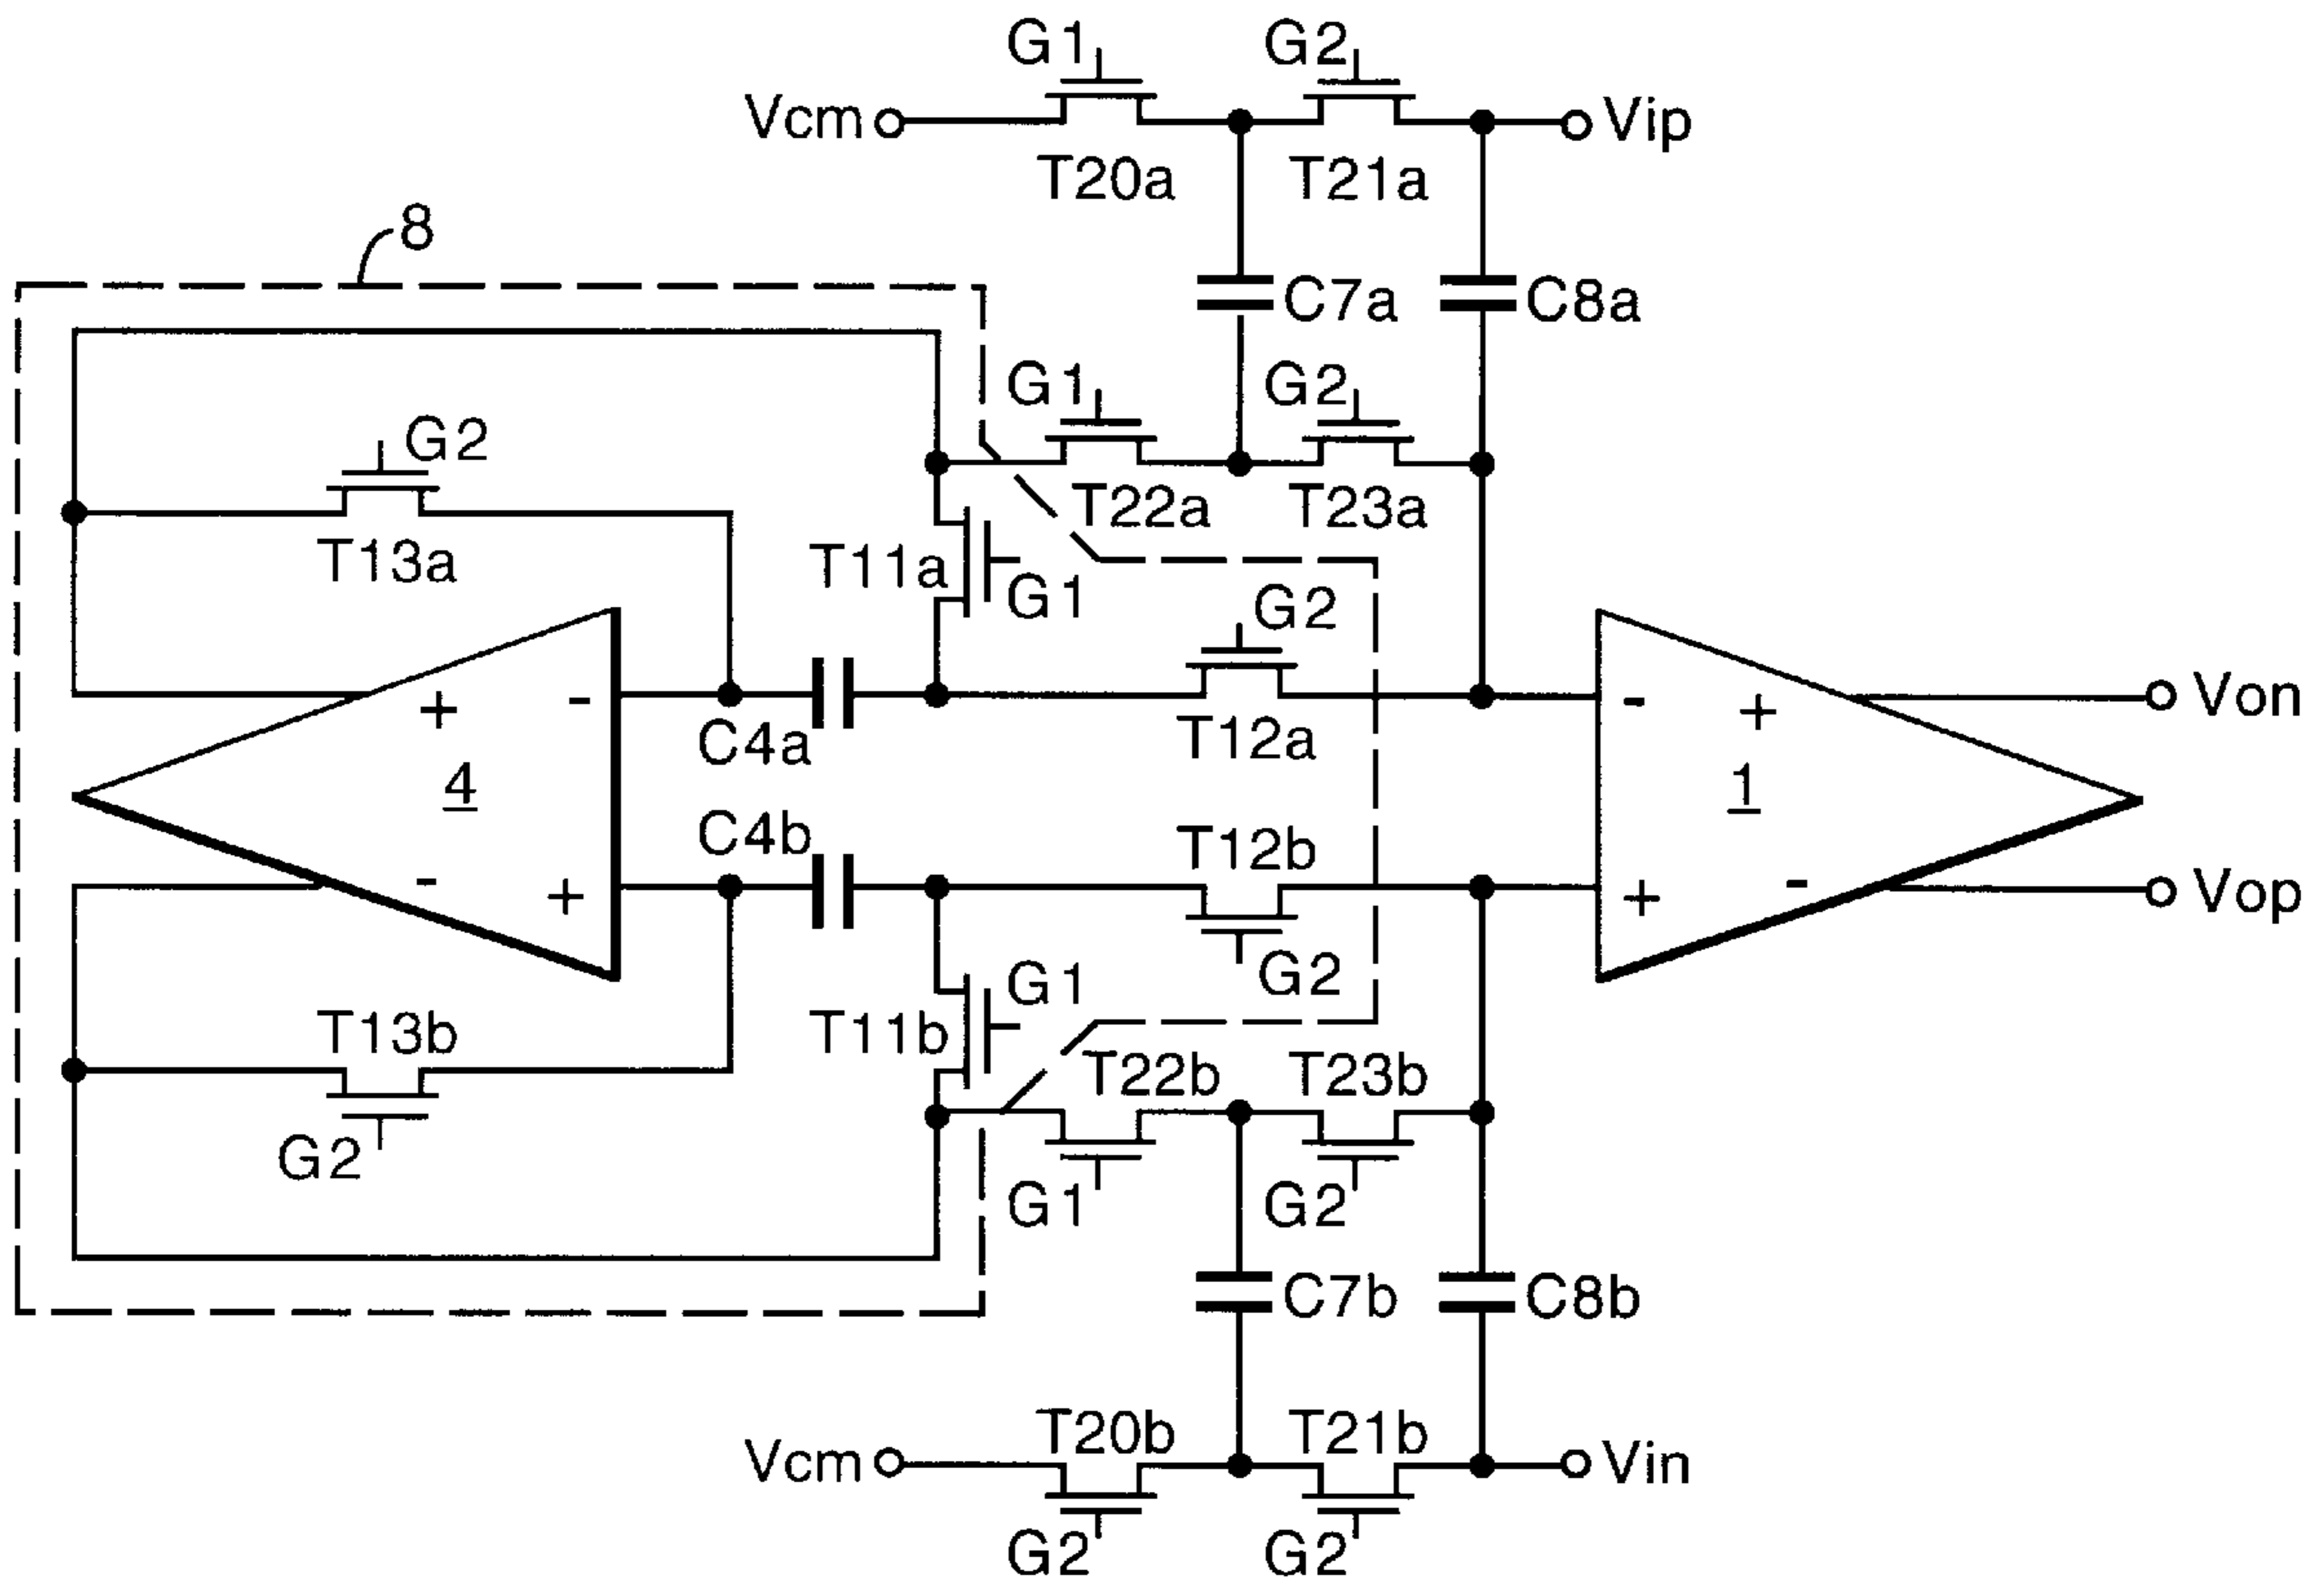 G1 G2
Vcm Vip
T20a T21a
8
C7a C8a
G1 G2
G2
T22a T23a
T13a T11a G1
G2
+ - T12a - + Von
C4a
4 1
C4b T12b
- + + - Vop
G1 G2
T13b T11b T22b T23b
G2 G1 G2
C7b C8b
T20b T21b
Vcm Vin
G2 G2